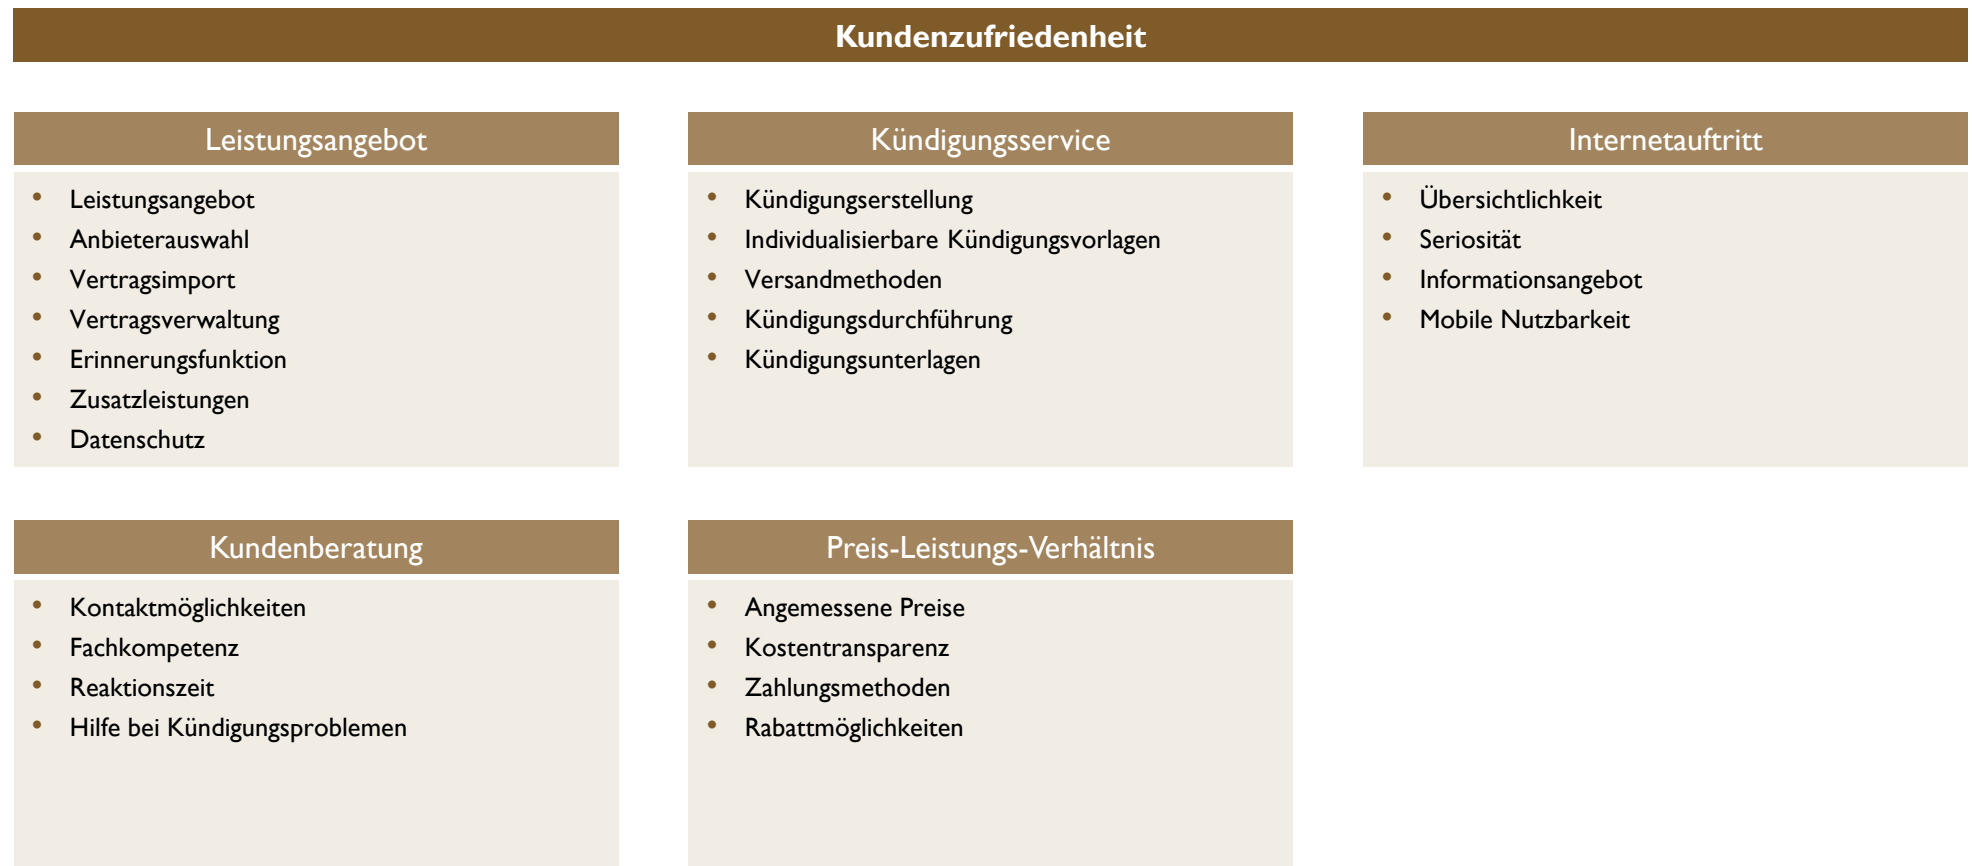 Kundenzufriedenheit
Leistungsangebot
• Leistungsangebot
• Anbieterauswahl
• Vertragsimport
• Vertragsverwaltung
• Erinnerungsfunktion
• Zusatzleistungen
• Datenschutz
Kündigungsservice
• Kündigungserstellung
• Individualisierbare Kündigungsvorlagen
• Versandmethoden
• Kündigungsdurchführung
• Kündigungsunterlagen
Internetauftritt
• Übersichtlichkeit
• Seriosität
• Informationsangebot
• Mobile Nutzbarkeit
Kundenberatung
• Kontaktmöglichkeiten
• Fachkompetenz
• Reaktionszeit
• Hilfe bei Kündigungsproblemen
Preis-Leistungs-Verhältnis
• Angemessene Preise
• Kostentransparenz
• Zahlungsmethoden
• Rabattmöglichkeiten